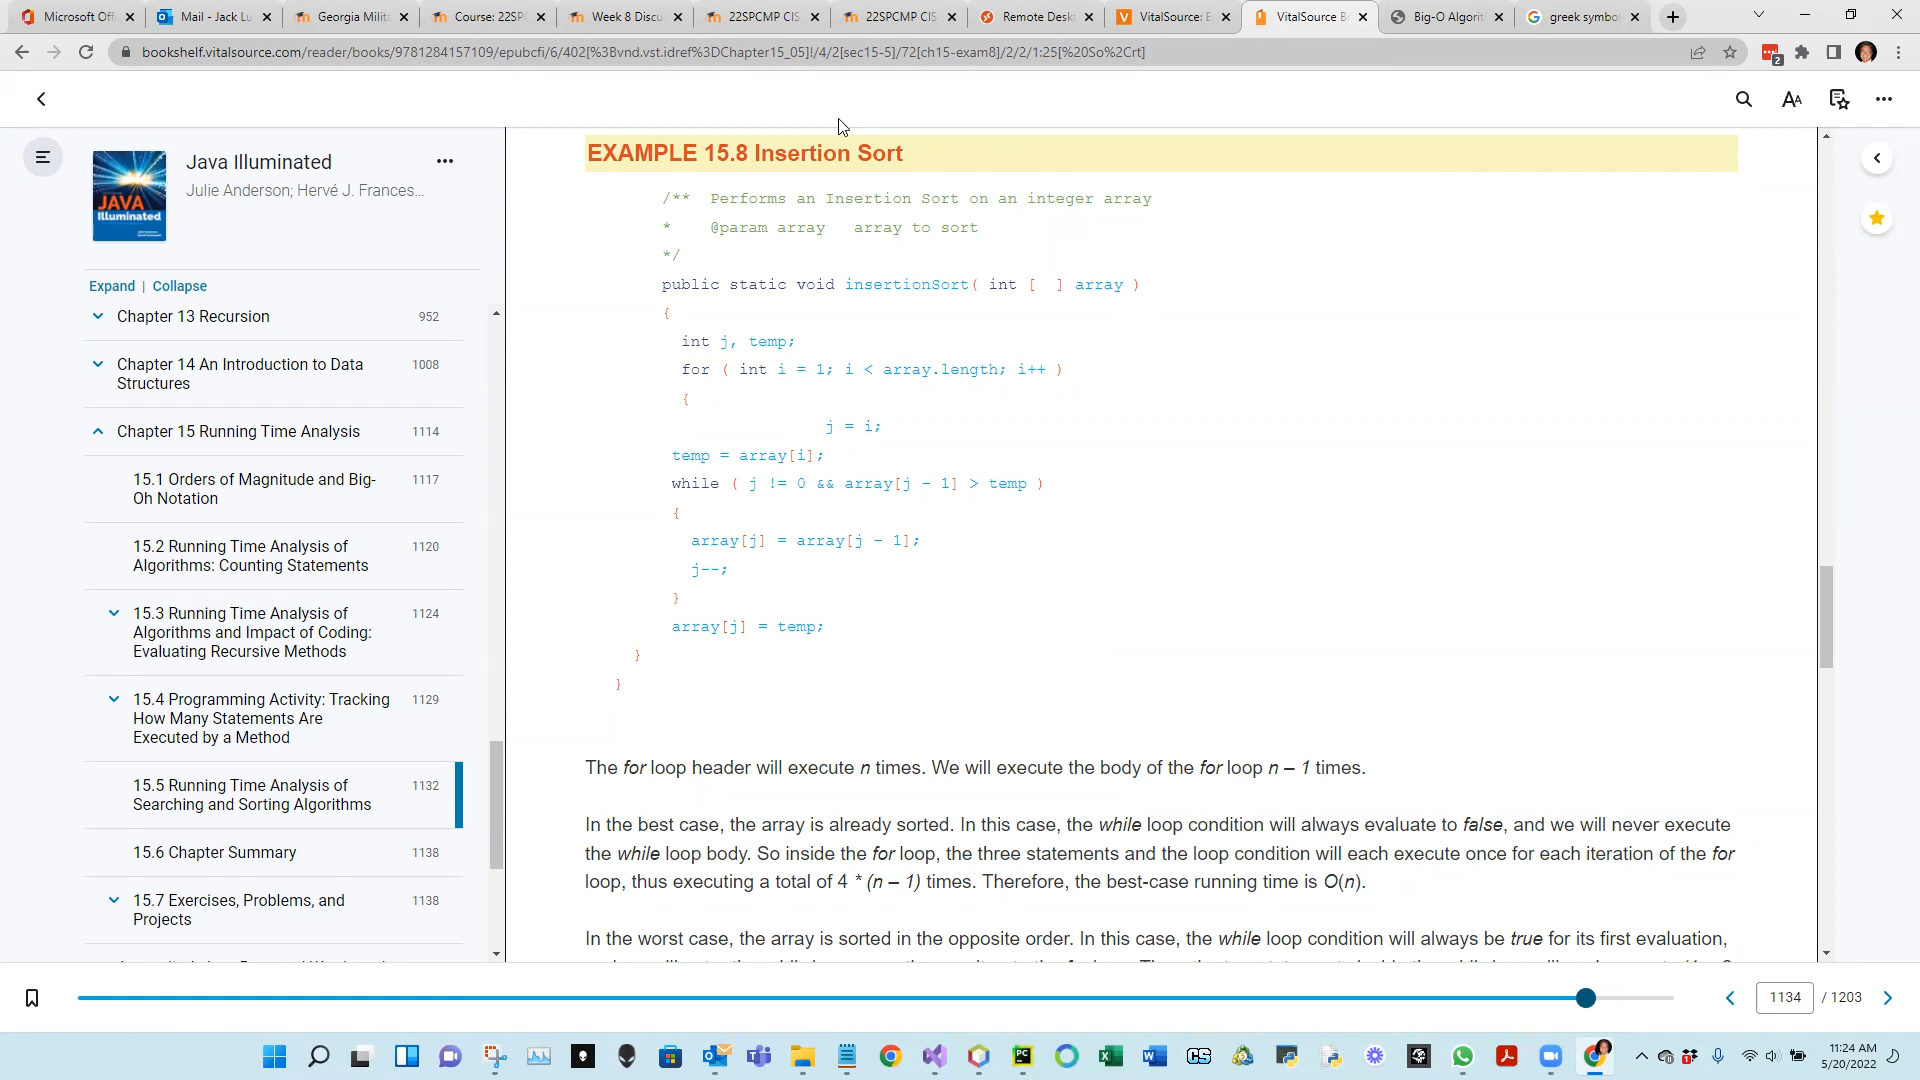 Microsoft Offi
Mail - Jack Lu
Georgia Milita
Course: 22SPC
Week 8 Discu
22SPCMP CIS
22SPCMP CIS
Remote Deskt
VitalSource: E
VitalSource Bo
Big-O Algorit
greek symbol
bookshelf.vitalsource.com/reader/books/9781284157109/epubcfi/6/402[%3Bvnd.vst.idref%3DChapter15_05]!/4/2[sec15-5]/72[ch15-exam8]/2/2/1:25[%20So%2Crt]
2
Java Illuminated
Julie Anderson; Hervé J. Frances...
JAVA
Illuminated
Expand | Collapse
Chapter 13 Recursion 952
Chapter 14 An Introduction to Data 1008
Structures
Chapter 15 Running Time Analysis 1114
15.1 Orders of Magnitude and Big- 1117
Oh Notation
15.2 Running Time Analysis of 1120
Algorithms: Counting Statements
15.3 Running Time Analysis of 1124
Algorithms and Impact of Coding:
Evaluating Recursive Methods
15.4 Programming Activity: Tracking 1129
How Many Statements Are
Executed by a Method
15.5 Running Time Analysis of 1132
Searching and Sorting Algorithms
15.6 Chapter Summary 1138
15.7 Exercises, Problems, and 1138
Projects
EXAMPLE 15.8 Insertion Sort
/** Performs an Insertion Sort on an integer array
* @param array array to sort
*/
public static void insertionSort( int [ ] array )
{
int j, temp;
for ( int i = 1; i < array.length; i++ )
{
j = i;
temp = array[i];
while ( j != 0 && array[j - 1] > temp )
{
array[j] = array[j - 1];
j--;
}
array[j] = temp;
}
}
The for loop header will execute n times. We will execute the body of the for loop n – 1 times.
In the best case, the array is already sorted. In this case, the while loop condition will always evaluate to false, and we will never execute
the while loop body. So inside the for loop, the three statements and the loop condition will each execute once for each iteration of the for
loop, thus executing a total of 4 * (n – 1) times. Therefore, the best-case running time is O(n).
In the worst case, the array is sorted in the opposite order. In this case, the while loop condition will always be true for its first evaluation,
1134 / 1203
11:24 AM
5/20/2022